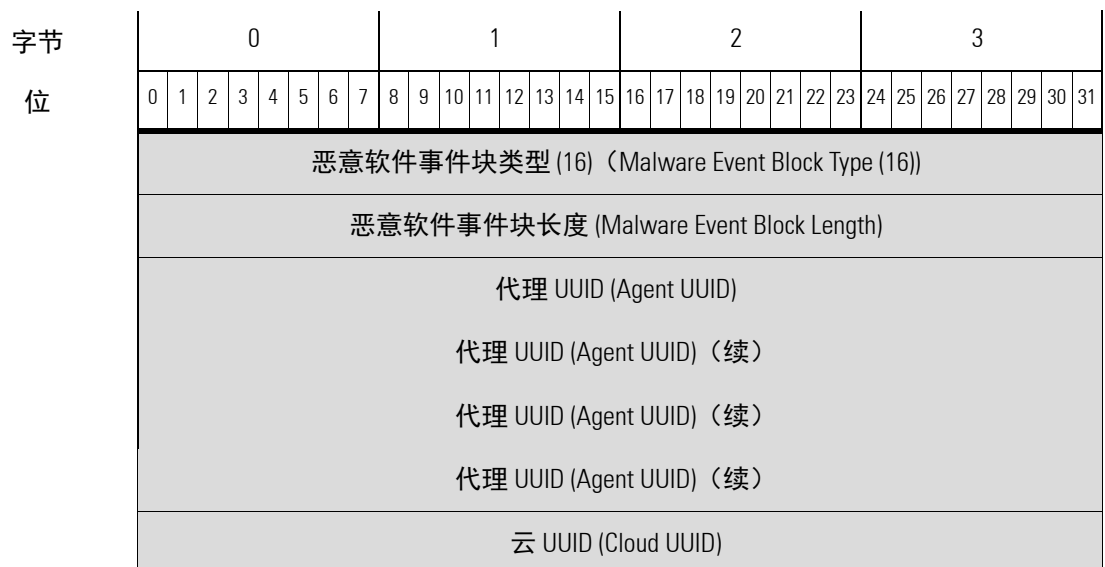 字节 0 1 2 3
位 0 1 2 3 4 5 6 7 8 9 10 11 12 13 14 15 16 17 18 19 20 21 22 23 24 25 26 27 28 29 30 31
恶意软件事件块类型 (16)（Malware Event Block Type (16))
恶意软件事件块长度 (Malware Event Block Length)
代理 UUID (Agent UUID)
代理 UUID (Agent UUID)（续）
代理 UUID (Agent UUID)（续）
代理 UUID (Agent UUID)（续）
云 UUID (Cloud UUID)